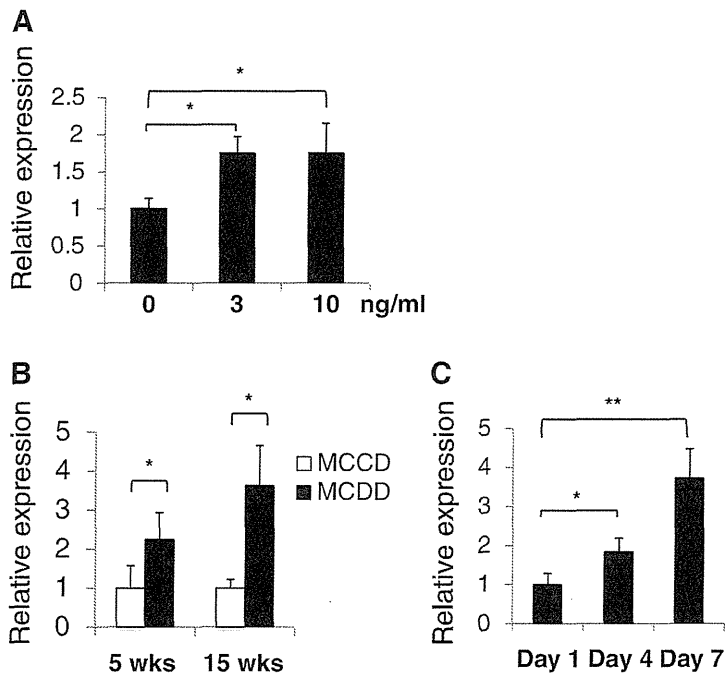 A
Relative expression
2.5
2
1.5
1
0.5
0
*
*
0 3 10 ng/ml
B
Relative expression
5
4
3
2
1
0
*
*
MCCD
MCDD
5 wks 15 wks
C
Relative expression
5
4
3
2
1
0
**
*
Day 1 Day 4 Day 7